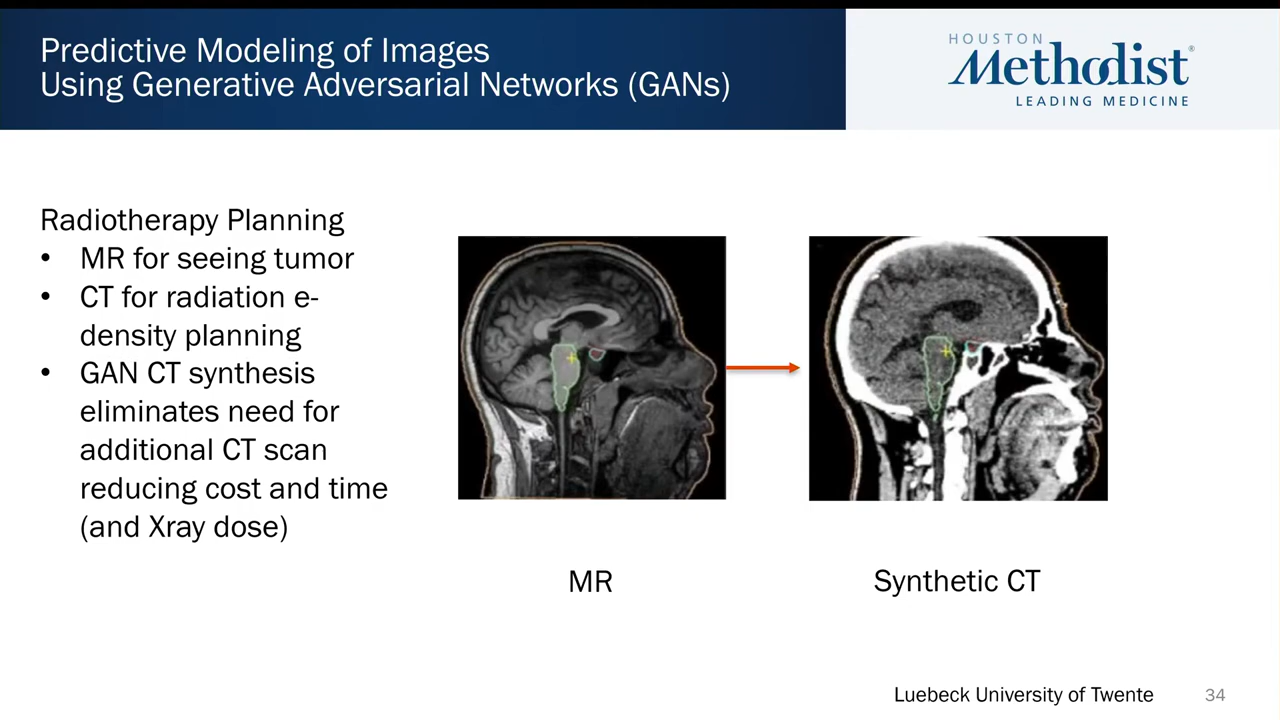 Predictive Modeling of Images
Using Generative Adversarial Networks (GANs)
HOUSTON
Methodist®
LEADING MEDICINE
Radiotherapy Planning
• MR for seeing tumor
• CT for radiation e-
density planning
• GAN CT synthesis
eliminates need for
additional CT scan
reducing cost and time
(and Xray dose)
MR
Synthetic CT
Luebeck University of Twente
34